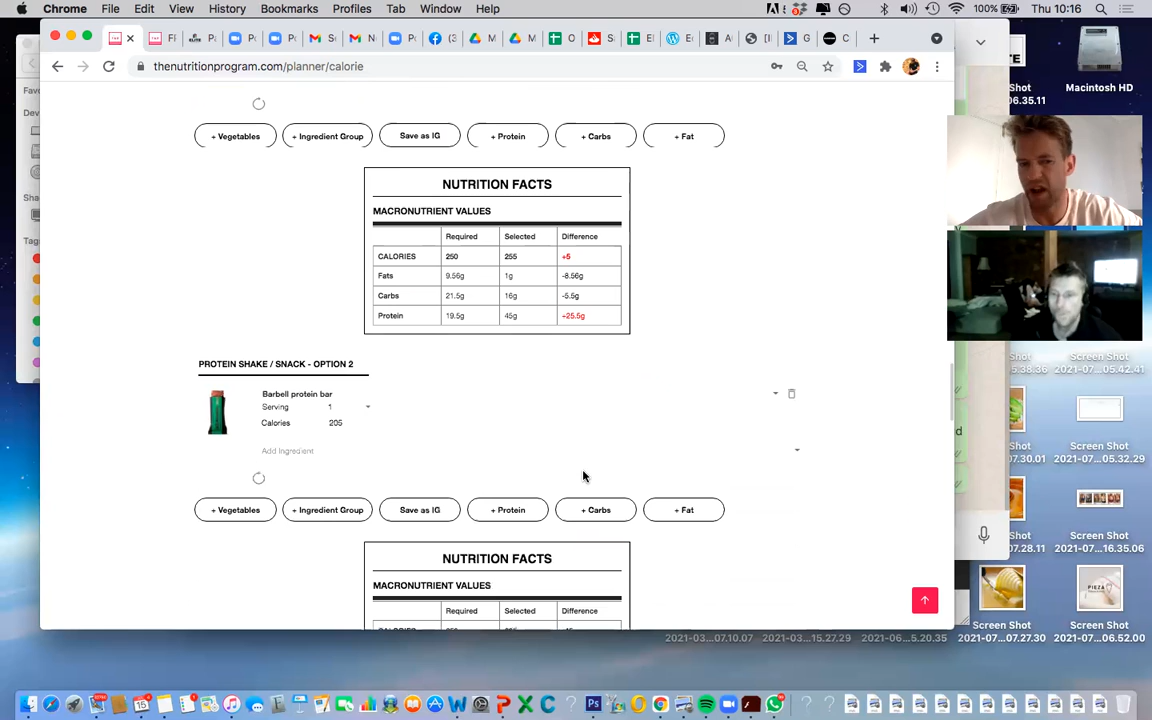 Chrome File Edit View History Bookmarks Profiles Tab Window Help
100% Thu 10:16
thenutritionprogram.com/planner/calorie
+ Vegetables + Ingredient Group Save as IG + Protein + Carbs + Fat
NUTRITION FACTS
MACRONUTRIENT VALUES
Required Selected Difference
CALORIES 250 255 +5
Fats 9.56g 1g -8.56g
Carbs 21.5g 16g -5.5g
Protein 19.5g 45g +25.5g
PROTEIN SHAKE / SNACK - OPTION 2
Barbell protein bar
Serving 1
Calories 205
Add Ingredient
+ Vegetables + Ingredient Group Save as IG + Protein + Carbs + Fat
NUTRITION FACTS
MACRONUTRIENT VALUES
Required Selected Difference
Macintosh HD
Screen Shot
2021-07...05.42.41
Screen Shot
2021-07...05.32.29
Screen Shot
2021-07...16.35.06
PIEZA
Screen Shot
2021-07...07.27.30
Screen Shot
2021-07...06.52.00
2021-03....07.10.07 2021-03....15.27.29 2021-06....5.20.35